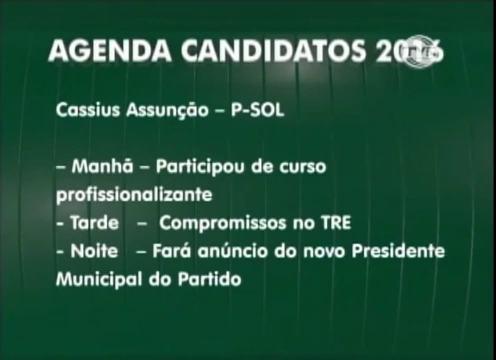 AGENDA CANDIDATOS 2016
Cassius Assunção – P-SOL
– Manhã – Participou de curso
profissionalizante
- Tarde – Compromissos no TRE
- Noite – Fará anúncio do novo Presidente
Municipal do Partido